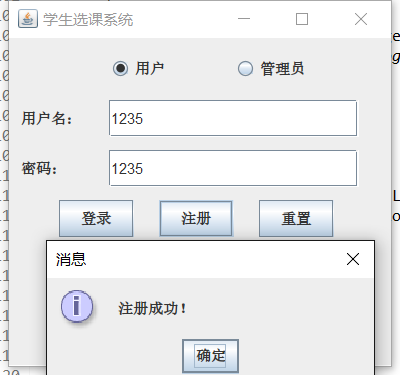 学生选课系统
用户 管理员
用户名： 1235
密码： 1235
登录 注册 重置
消息
注册成功！
确定